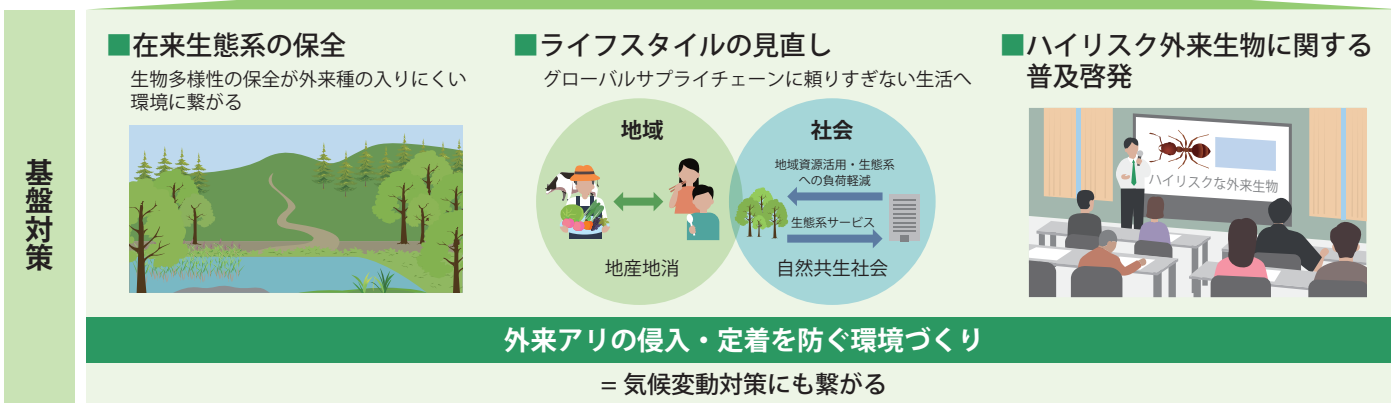 基盤対策
■在来生態系の保全
生物多様性の保全が外来種の入りにくい
環境に繋がる
■ライフスタイルの見直し
グローバルサプライチェーンに頼りすぎない生活へ
地域
地産地消
社会
地域資源活用・生態系
への負荷軽減
生態系サービス
自然共生社会
■ハイリスク外来生物に関する
普及啓発
ハイリスクな外来生物
外来アリの侵入・定着を防ぐ環境づくり
= 気候変動対策にも繋がる